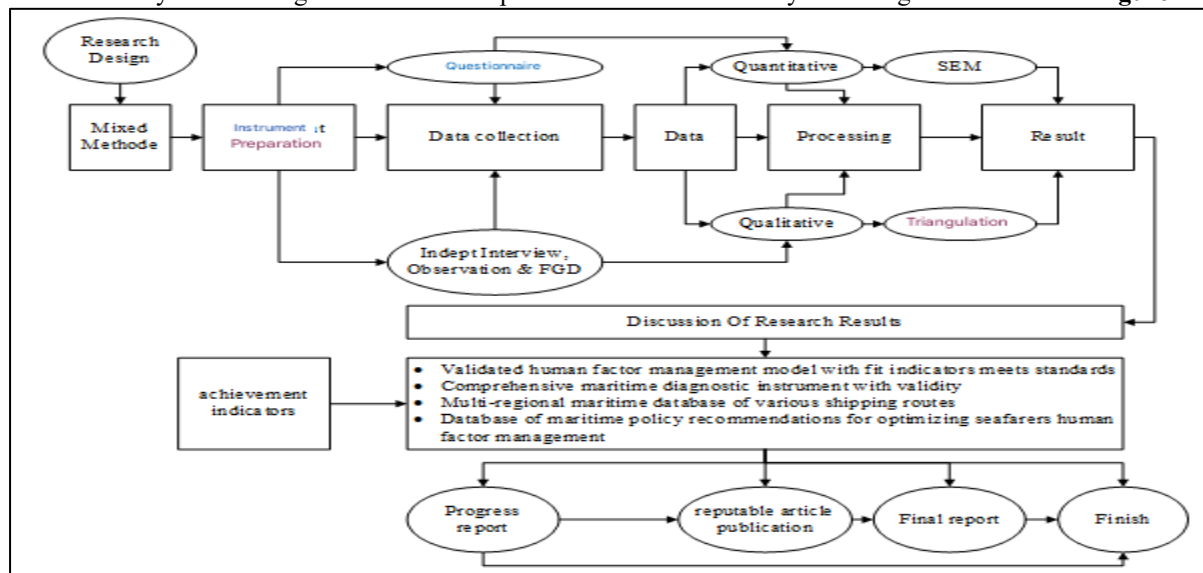 Research
Design
Questionnaire
Quantitative
SEM
Mixed
Methode
Instrument it
Preparation
Data collection
Data
Processing
Result
Qualitative
Triangulation
Indept Interview,
Observation & FGD
Discussion Of Research Results
achievement
indicators
• Validated human factor management model with fit indicators meets standards
• Comprehensive maritime diagnostic instrument with validity
• Multi-regional maritime database of various shipping routes
• Database of maritime policy recommendations for optimizing seafarers human
factor management
Progress
report
reputable article
publication
Final report
Finish